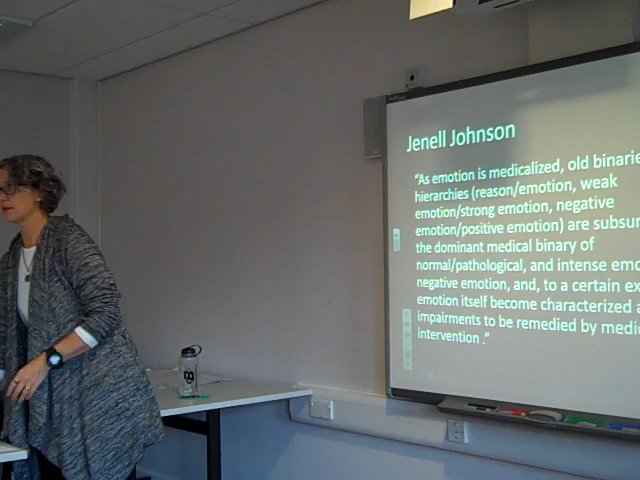 Jenell Johnson
"As emotion is medicalized, old binarie
hierarchies (reason/emotion, weak
emotion/strong emotion, negative
emotion/positive emotion) are subsu
the dominant medical binary of
normal/pathological, and intense emo
negative emotion, and, to a certain ex
emotion itself become characterized a
impairments to be remedied by medi
intervention."